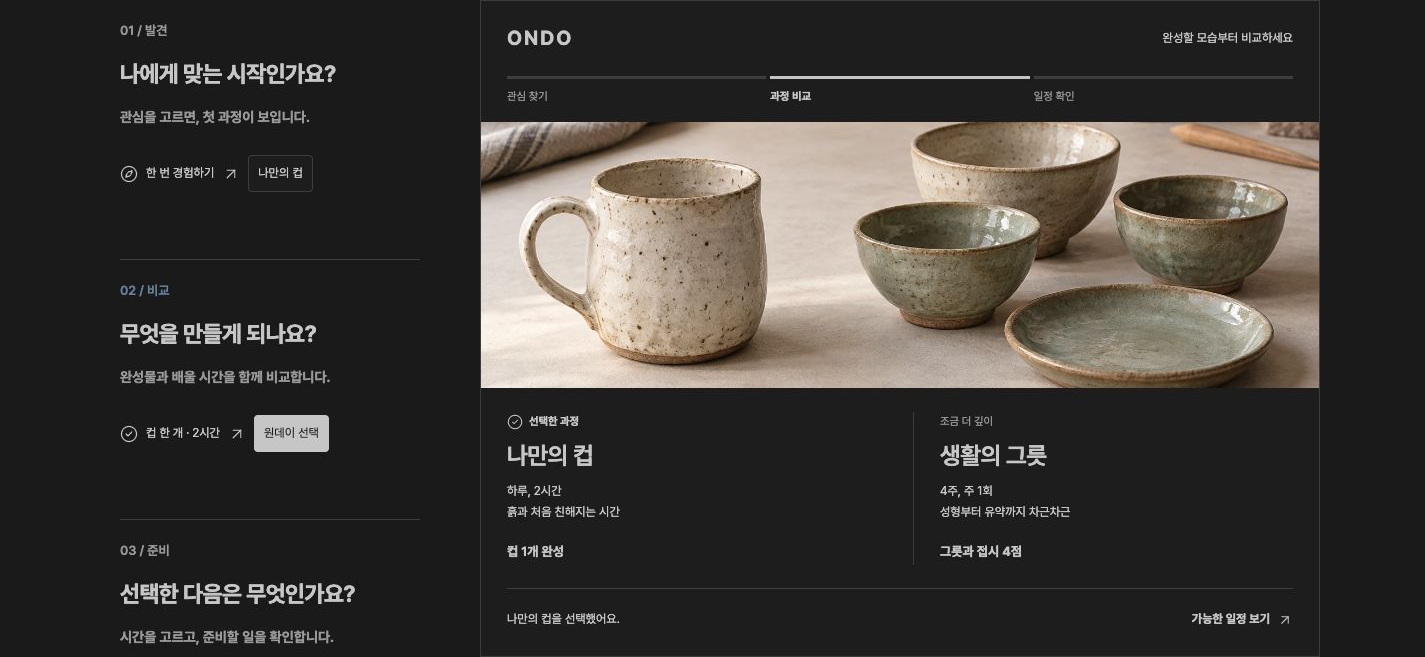 01 / 발견
나에게 맞는 시작인가요?
관심을 고르면, 첫 과정이 보입니다.
한 번 경험하기
나만의 컵
02 / 비교
무엇을 만들게 되나요?
완성물과 배울 시간을 함께 비교합니다.
컵 한 개 · 2시간
원데이 선택
03 / 준비
선택한 다음은 무엇인가요?
시간을 고르고, 준비할 일을 확인합니다.
ONDO
완성할 모습부터 비교하세요
관심 찾기
과정 비교
일정 확인
선택한 과정
나만의 컵
하루, 2시간
흙과 처음 친해지는 시간
컵 1개 완성
조금 더 깊이
생활의 그릇
4주, 주 1회
성형부터 유약까지 차근차근
그릇과 접시 4점
나만의 컵을 선택했어요.
가능한 일정 보기